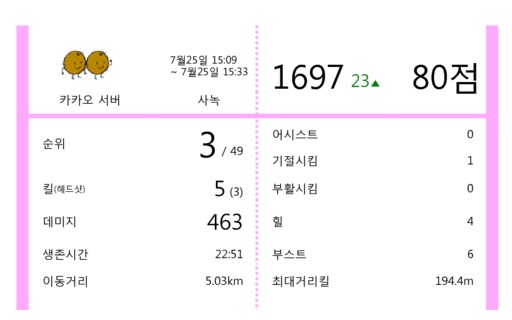 7월25일 15:09
~ 7월25일 15:33
카카오 서버
사녹
1697 23▲ 80점
순위 3 / 49
킬(헤드샷) 5 (3)
데미지 463
생존시간 22:51
이동거리 5.03km
어시스트 0
기절시킴 1
부활시킴 0
힐 4
부스트 6
최대거리킬 194.4m